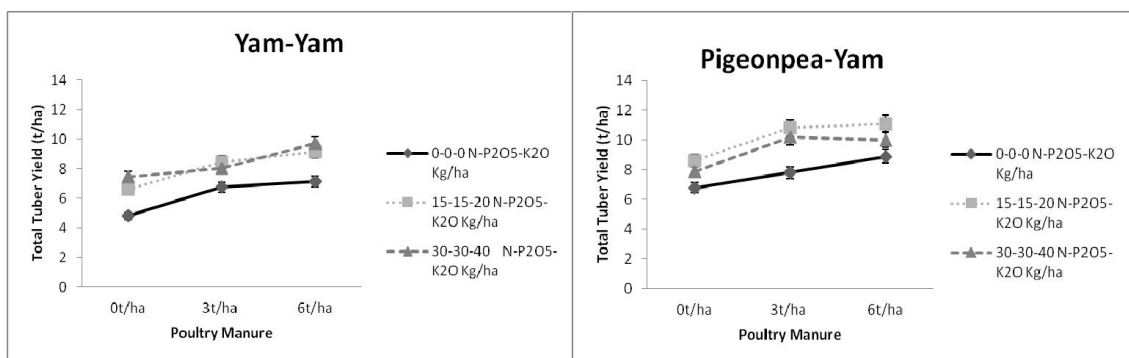 Yam-Yam
Total Tuber Yield (t/ha)
14
12
10
8
6
4
2
0
0t/ha 3t/ha 6t/ha
Poultry Manure
0-0-0 N-P2O5-K2O
Kg/ha
15-15-20 N-P2O5-
K2O Kg/ha
30-30-40 N-P2O5-
K2O Kg/ha
Pigeonpea-Yam
Total Tuber Yield (t/ha)
14
12
10
8
6
4
2
0
0t/ha 3t/ha 6t/ha
Poultry Manure
0-0-0 N-P2O5-K2O
Kg/ha
15-15-20 N-P2O5-
K2O Kg/ha
30-30-40 N-P2O5-
K2O Kg/ha